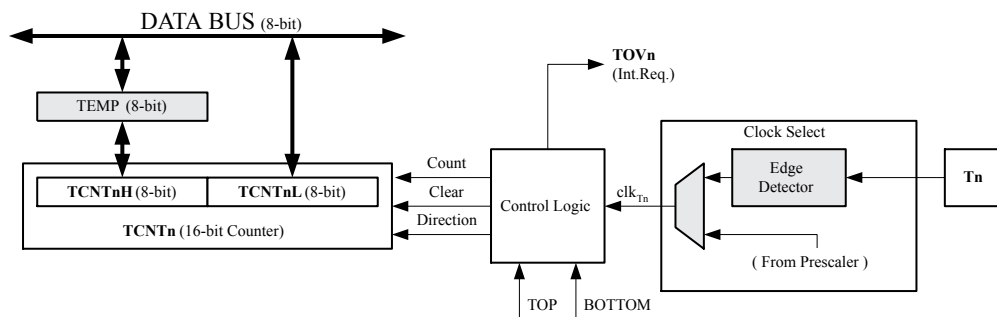 DATA BUS (8-bit)
TOVn
(Int.Req.)
TEMP (8-bit)
Clock Select
Count
Edge
Detector
Tn
TCNTnH (8-bit) TCNTnL (8-bit)
Clear
Control Logic
clkTn
Direction
TCNTn (16-bit Counter)
( From Prescaler )
TOP
BOTTOM